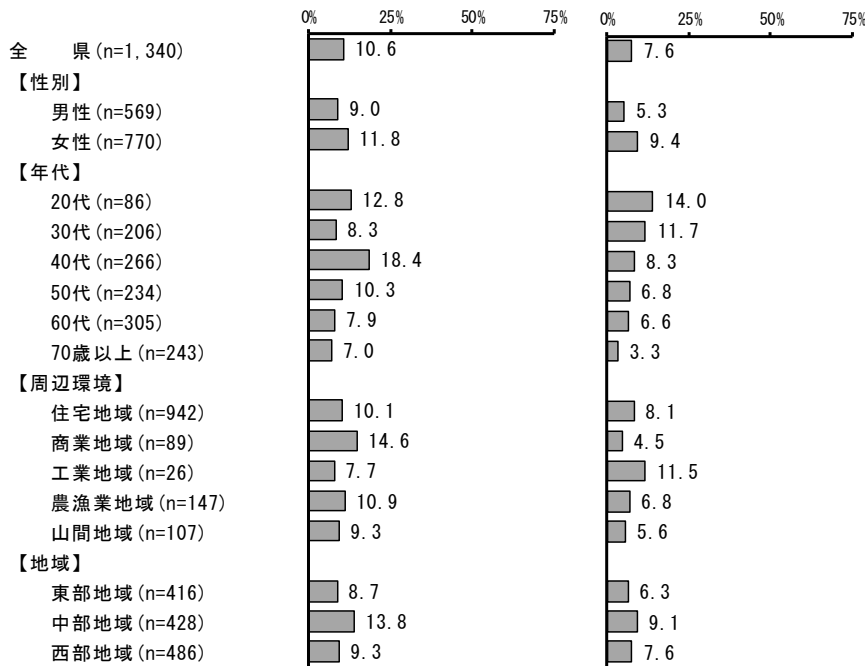 0% 25% 50% 75% 0% 25% 50% 75%
全　　県(n=1,340) 10.6 7.6
【性別】
男性(n=569) 9.0 5.3
女性(n=770) 11.8 9.4
【年代】
20代(n=86) 12.8 14.0
30代(n=206) 8.3 11.7
40代(n=266) 18.4 8.3
50代(n=234) 10.3 6.8
60代(n=305) 7.9 6.6
70歳以上(n=243) 7.0 3.3
【周辺環境】
住宅地域(n=942) 10.1 8.1
商業地域(n=89) 14.6 4.5
工業地域(n=26) 7.7 11.5
農漁業地域(n=147) 10.9 6.8
山間地域(n=107) 9.3 5.6
【地域】
東部地域(n=416) 8.7 6.3
中部地域(n=428) 13.8 9.1
西部地域(n=486) 9.3 7.6